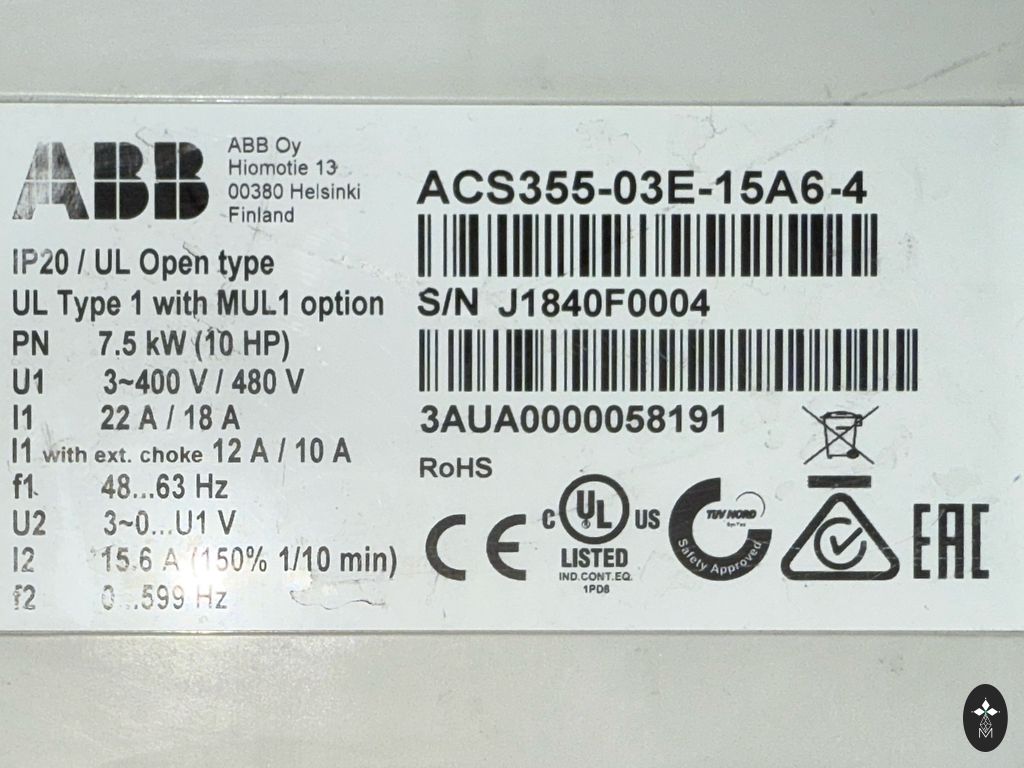 ABB
ABB Oy
Hiomotie 13
00380 Helsinki
Finland
IP20 / UL Open type
UL Type 1 with MUL1 option
PN 7.5 kW (10 HP)
U1 3~400 V / 480 V
I1 22 A / 18 A
I1 with ext. choke 12 A / 10 A
f1 48...63 Hz
U2 3~0...U1 V
I2 15.6 A (150% 1/10 min)
f2 0...599 Hz
ACS355-03E-15A6-4
S/N J1840F0004
3AUA0000058191
RoHS
CE
C UL US
LISTED
IND.CONT.EQ.
1PD8
TUV NORD
SysTec
Safety Approved
EAC
M